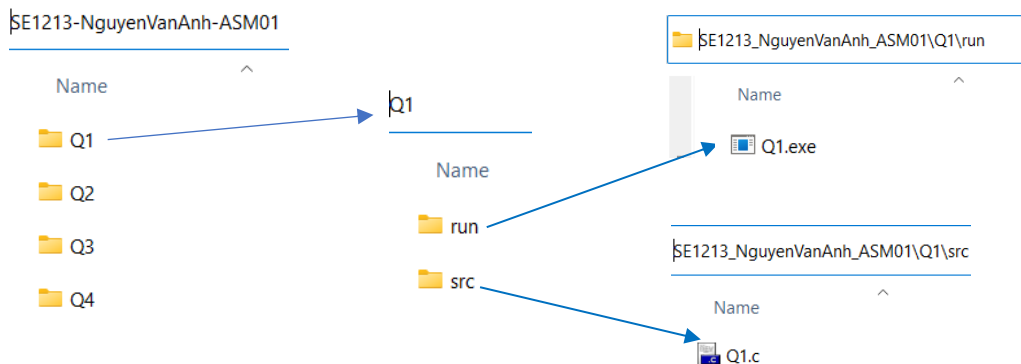 SE1213-NguyenVanAnh-ASM01
Name
Q1
Q2
Q3
Q4
Q1
Name
run
src
SE1213_NguyenVanAnh_ASM01\Q1\run
Name
Q1.exe
SE1213_NguyenVanAnh_ASM01\Q1\src
Name
Q1.c